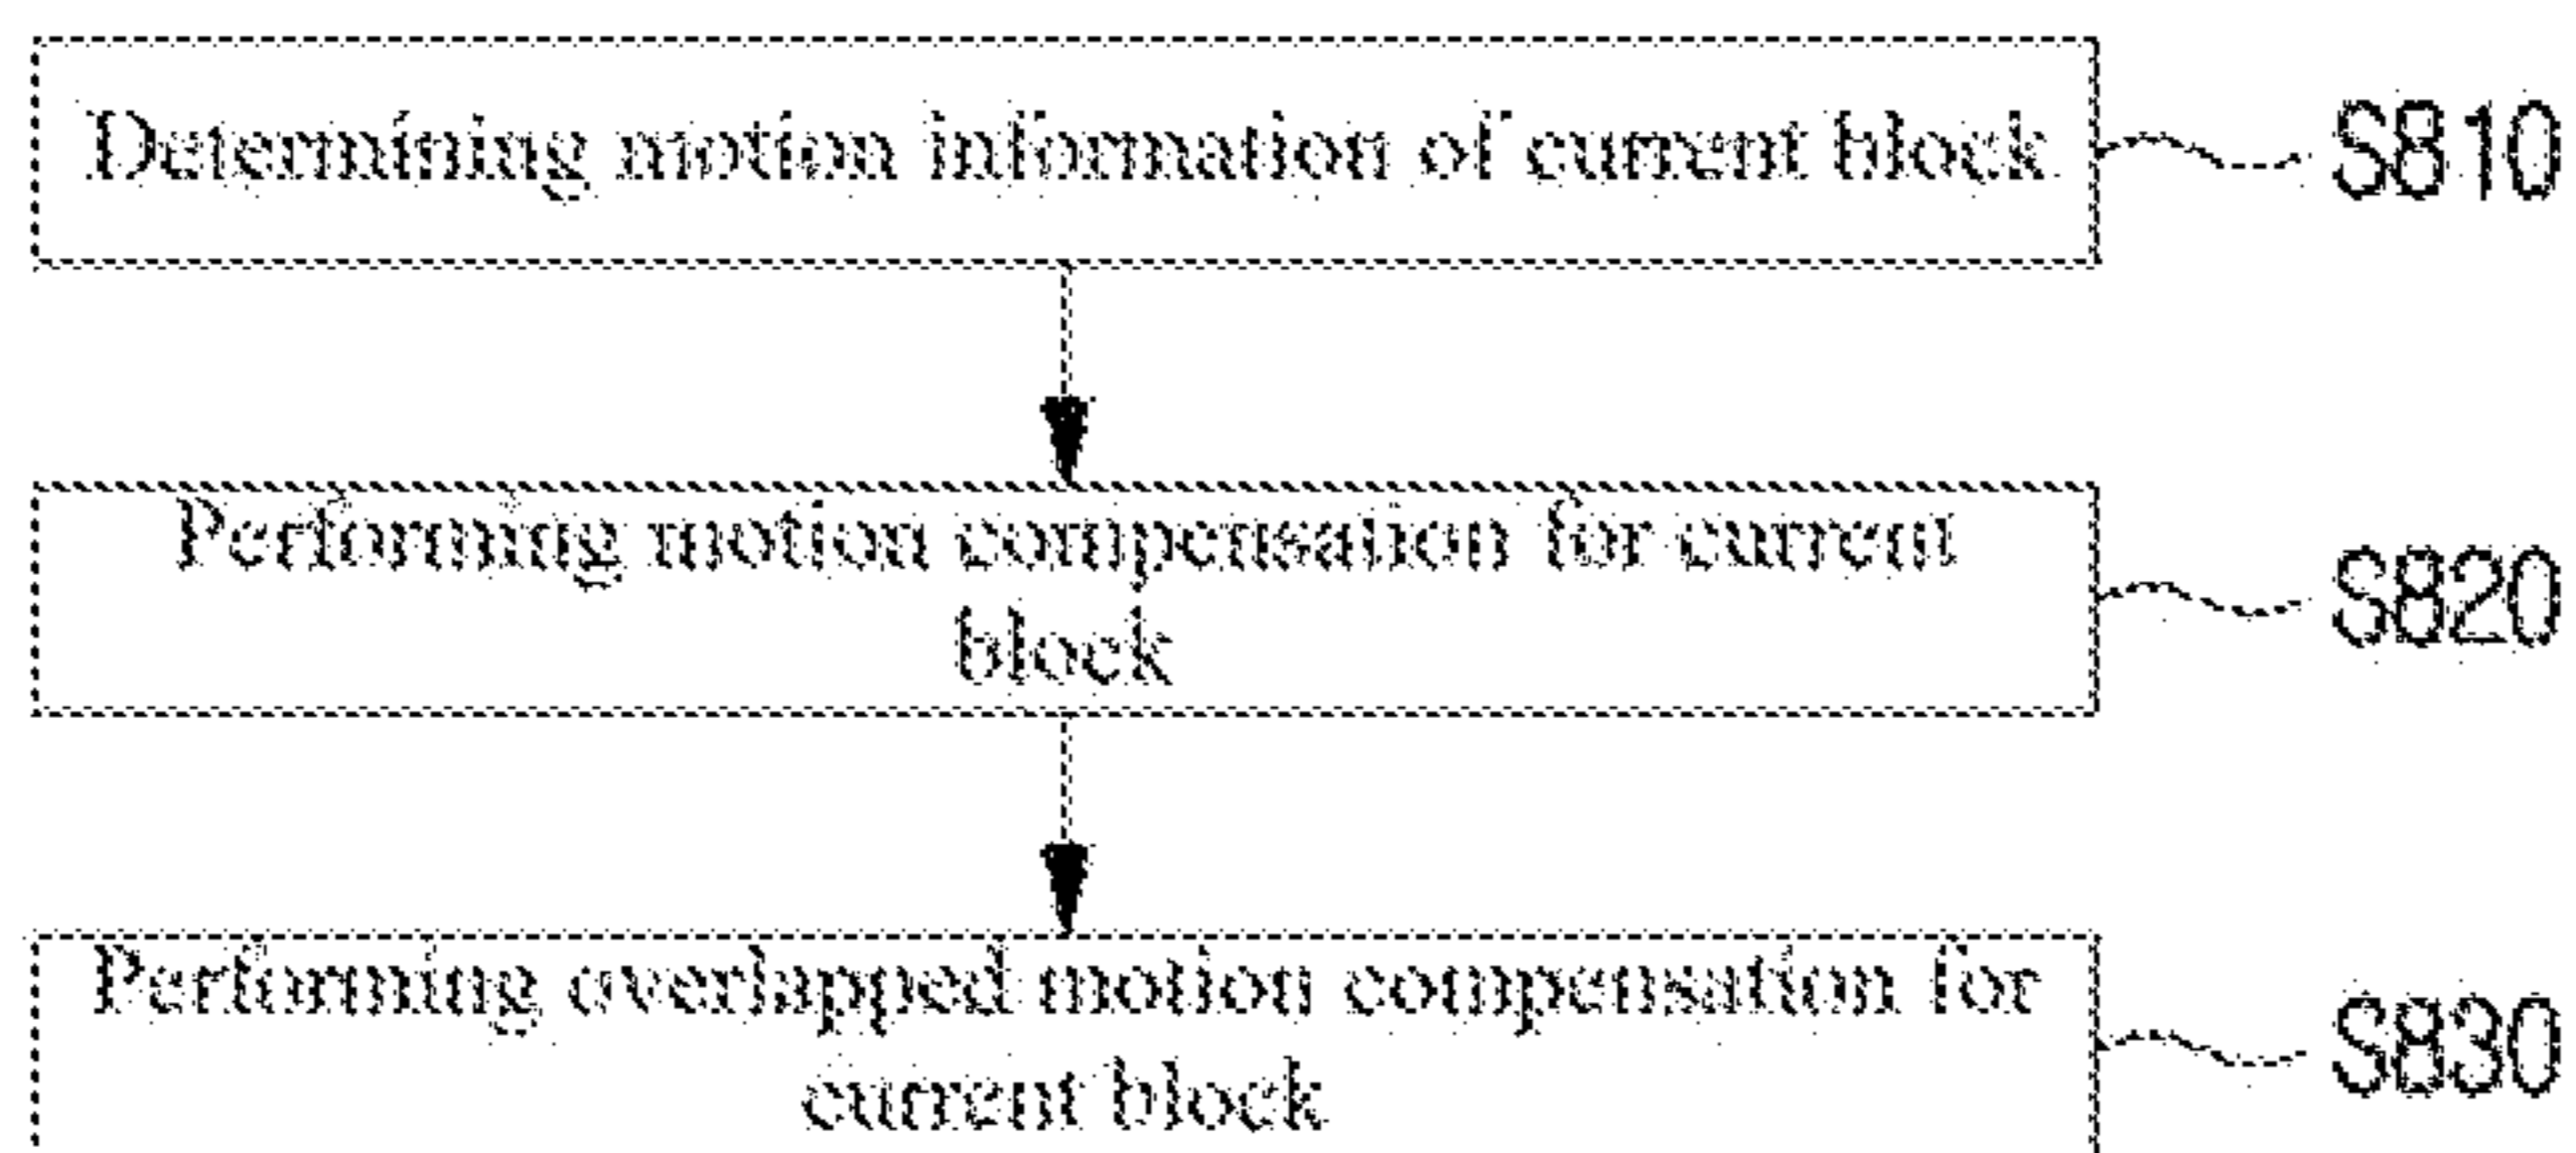 Determining motion information of current block
S810
Performing motion compensation for current
block
S820
Performing overlapped motion compensation for
current block
S830